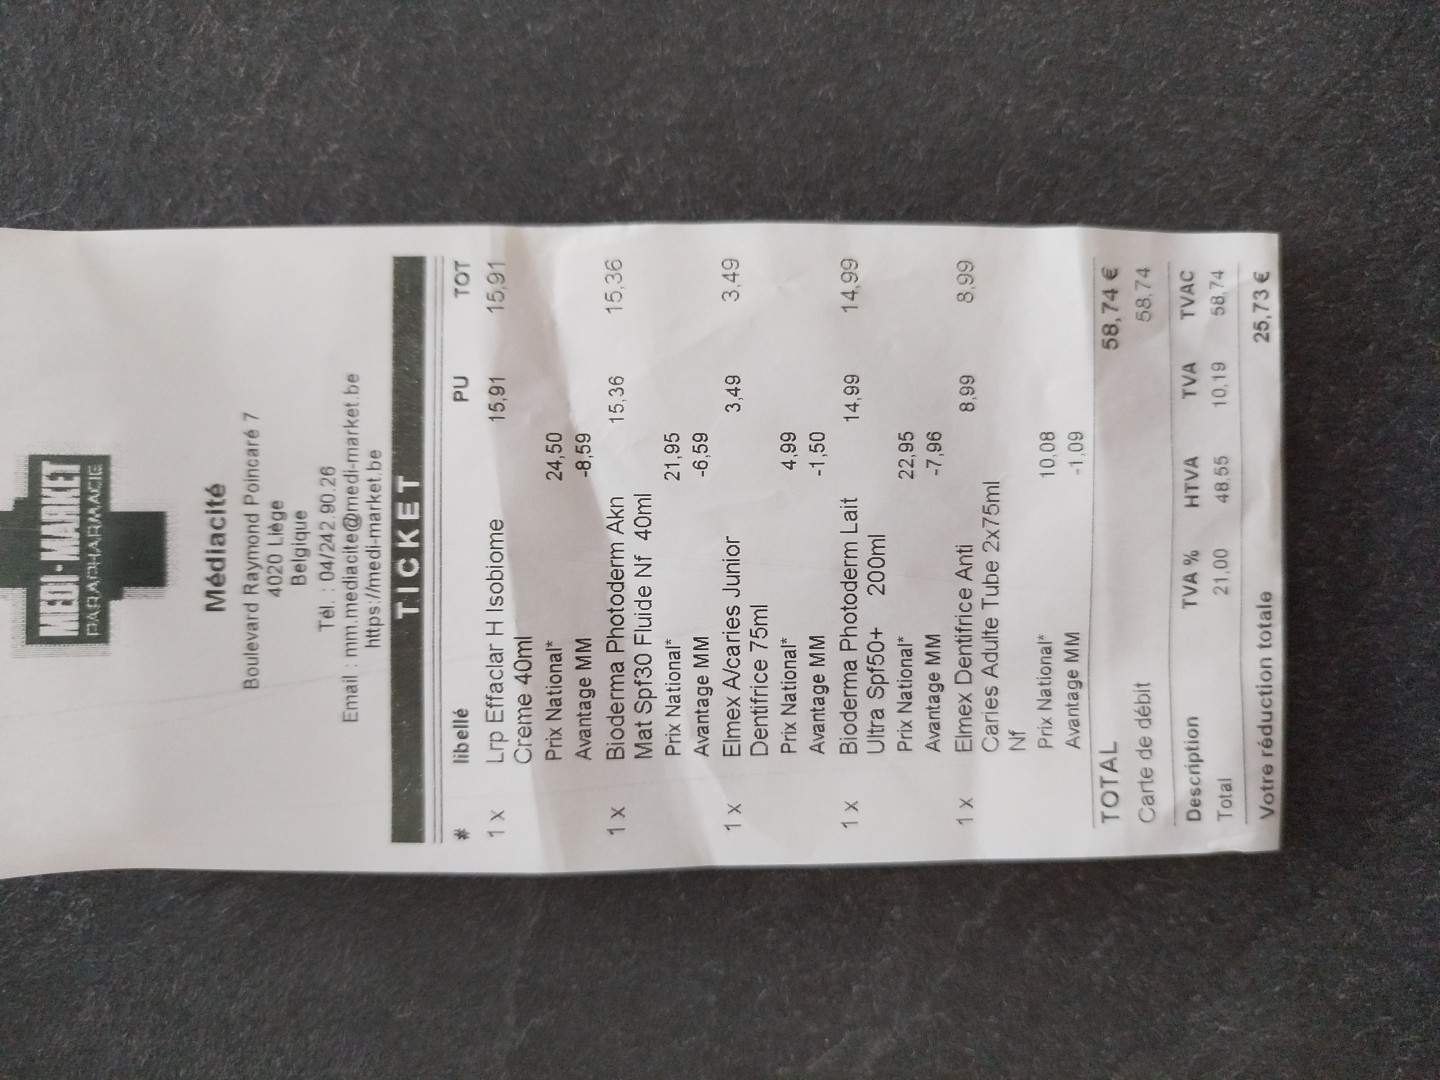 MEDI-MARKET
PARAPHARMACIE
Médiacité
Boulevard Raymond Poincaré 7
4020 Liège
Belgique
Tél. : 04/242.90.26
Email : mm.mediacite@medi-market.be
https://medi-market.be
TICKET
# libellé PU TOT
1 x Lrp Effaclar H Isobiome 15,91 15,91
Creme 40ml
Prix National* 24,50
Avantage MM -8,59
1 x Bioderma Photoderm Akn 15,36 15,36
Mat Spf30 Fluide Nf 40ml
Prix National* 21,95
Avantage MM -6,59
1 x Elmex A/caries Junior 3,49 3,49
Dentifrice 75ml
Prix National* 4,99
Avantage MM -1,50
1 x Bioderma Photoderm Lait 14,99 14,99
Ultra Spf50+ 200ml
Prix National* 22,95
Avantage MM -7,96
1 x Elmex Dentifrice Anti 8,99 8,99
Caries Adulte Tube 2x75ml
Nf
Prix National* 10,08
Avantage MM -1,09
TOTAL 58,74 €
Carte de débit 58,74
Description TVA % HTVA TVA TVAC
Total 21,00 48,55 10,19 58,74
Votre réduction totale 25,73 €